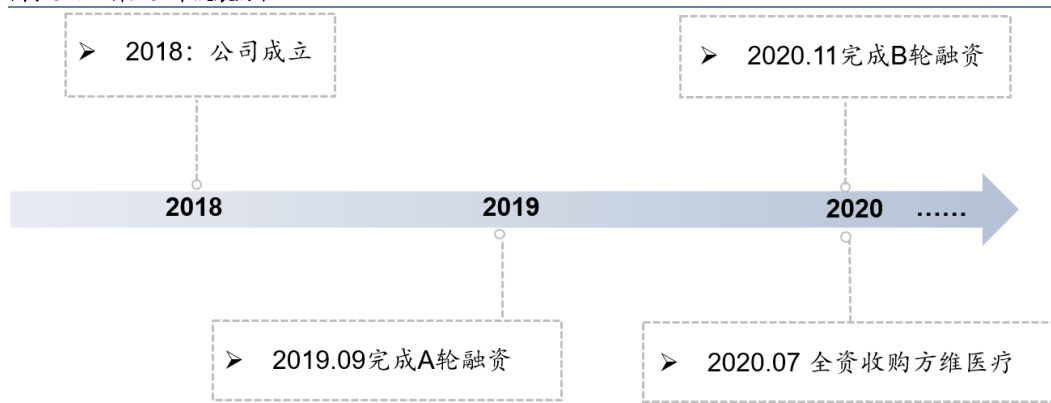 ➢ 2018：公司成立
➢ 2020.11完成B轮融资
2018
2019
2020 ......
➢ 2019.09完成A轮融资
➢ 2020.07 全资收购方维医疗